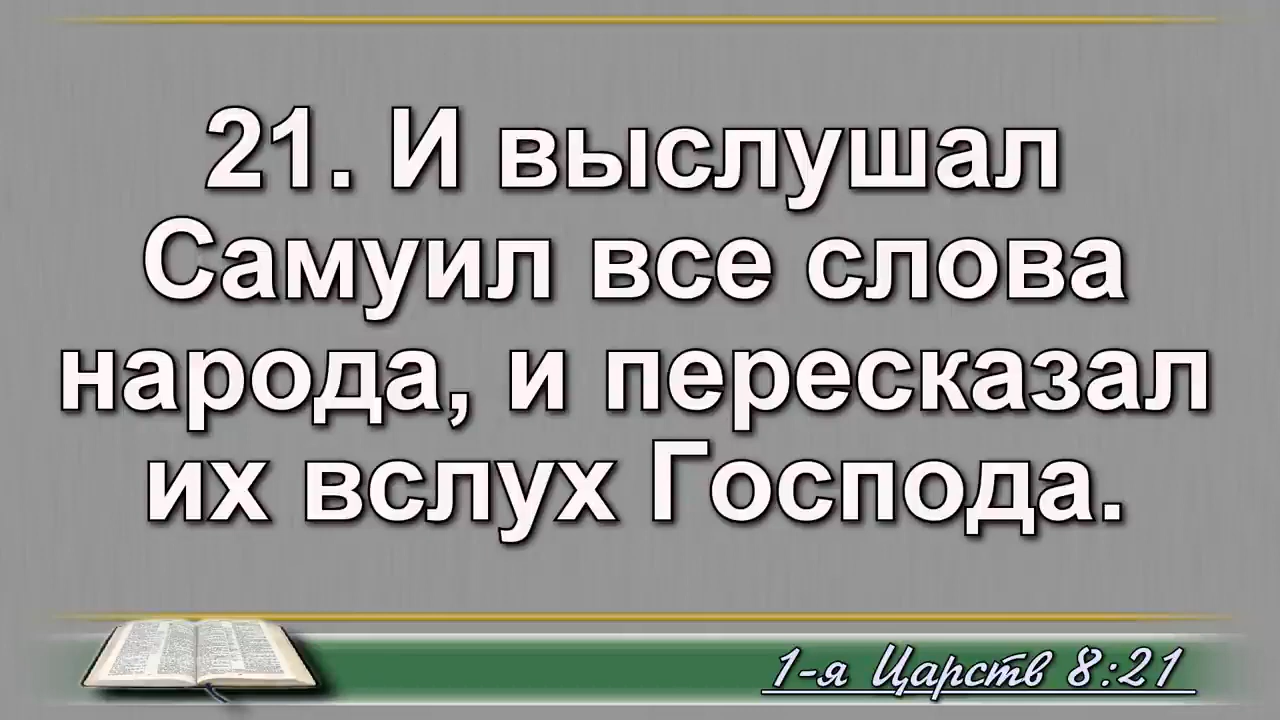 21. И выслушал
Самуил все слова
народа, и пересказал
их вслух Господа.
1-я Царств 8:21